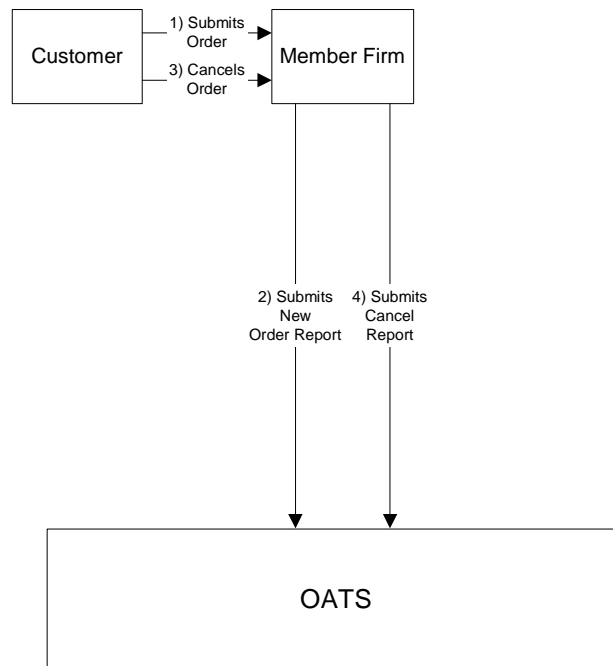 1) Submits
Order
Customer
Member Firm
3) Cancels
Order
2) Submits
New
Order Report
4) Submits
Cancel
Report
OATS